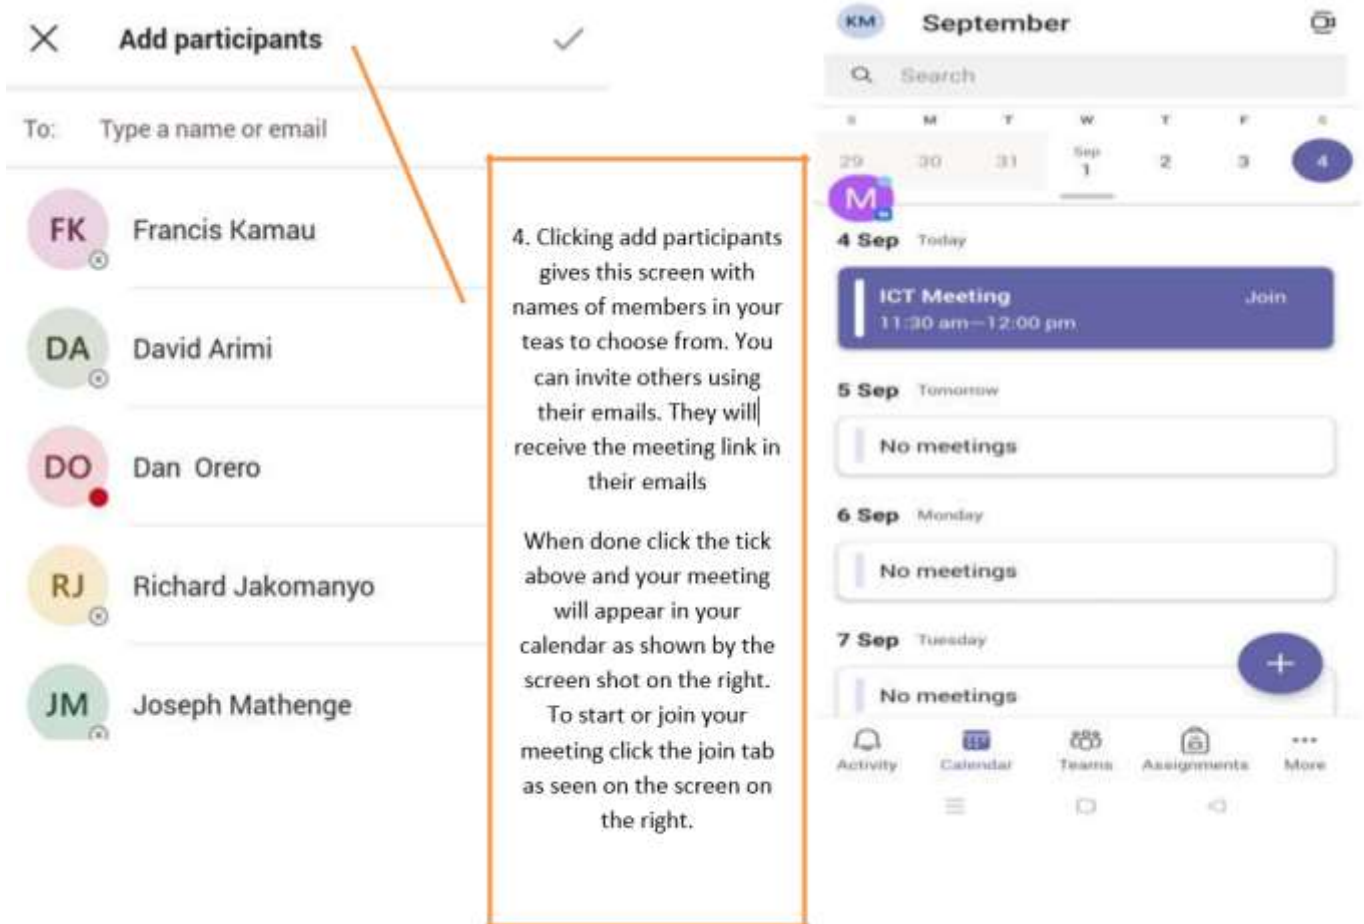 Add participants
To: Type a name or email
FK Francis Kamau
DA David Arimi
DO Dan Orero
RJ Richard Jakomanyo
JM Joseph Mathenge
4. Clicking add participants
gives this screen with
names of members in your
teas to choose from. You
can invite others using
their emails. They will
receive the meeting link in
their emails
When done click the tick
above and your meeting
will appear in your
calendar as shown by the
screen shot on the right.
To start or join your
meeting click the join tab
as seen on the screen on
the right.
KM September
Search
S M T W T F S
29 30 31 Sep 1 2 3 4
M
4 Sep Today
ICT Meeting Join
11:30 am—12:00 pm
5 Sep Tomorrow
No meetings
6 Sep Monday
No meetings
7 Sep Tuesday
No meetings
Activity Calendar Teams Assignments More